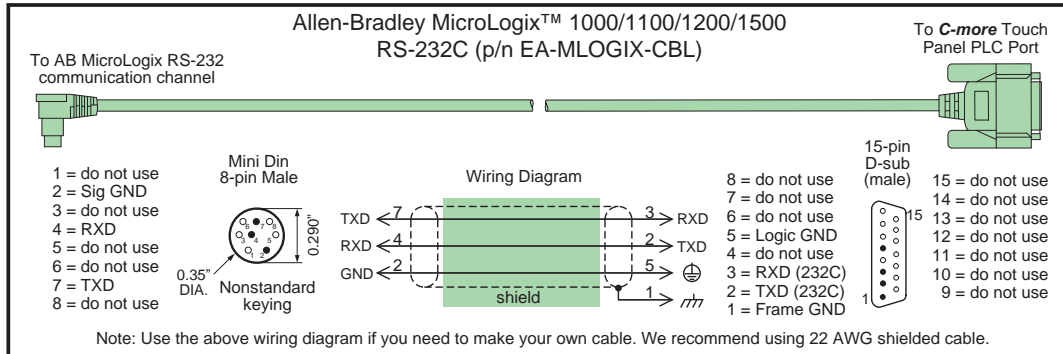 Allen-Bradley MicroLogix™ 1000/1100/1200/1500
RS-232C (p/n EA-MLOGIX-CBL)
To AB MicroLogix RS-232
communication channel
To C-more Touch
Panel PLC Port
1 = do not use
2 = Sig GND
3 = do not use
4 = RXD
5 = do not use
6 = do not use
7 = TXD
8 = do not use
Mini Din
8-pin Male
6 7 8
3 4 5
1 2
0.290"
0.35"
DIA.
Nonstandard
keying
Wiring Diagram
TXD 7 3 RXD
RXD 4 2 TXD
GND 2 5
shield 1
8 = do not use
7 = do not use
6 = do not use
5 = Logic GND
4 = do not use
3 = RXD (232C)
2 = TXD (232C)
1 = Frame GND
15-pin
D-sub
(male)
15
1
15 = do not use
14 = do not use
13 = do not use
12 = do not use
11 = do not use
10 = do not use
9 = do not use
Note: Use the above wiring diagram if you need to make your own cable. We recommend using 22 AWG shielded cable.